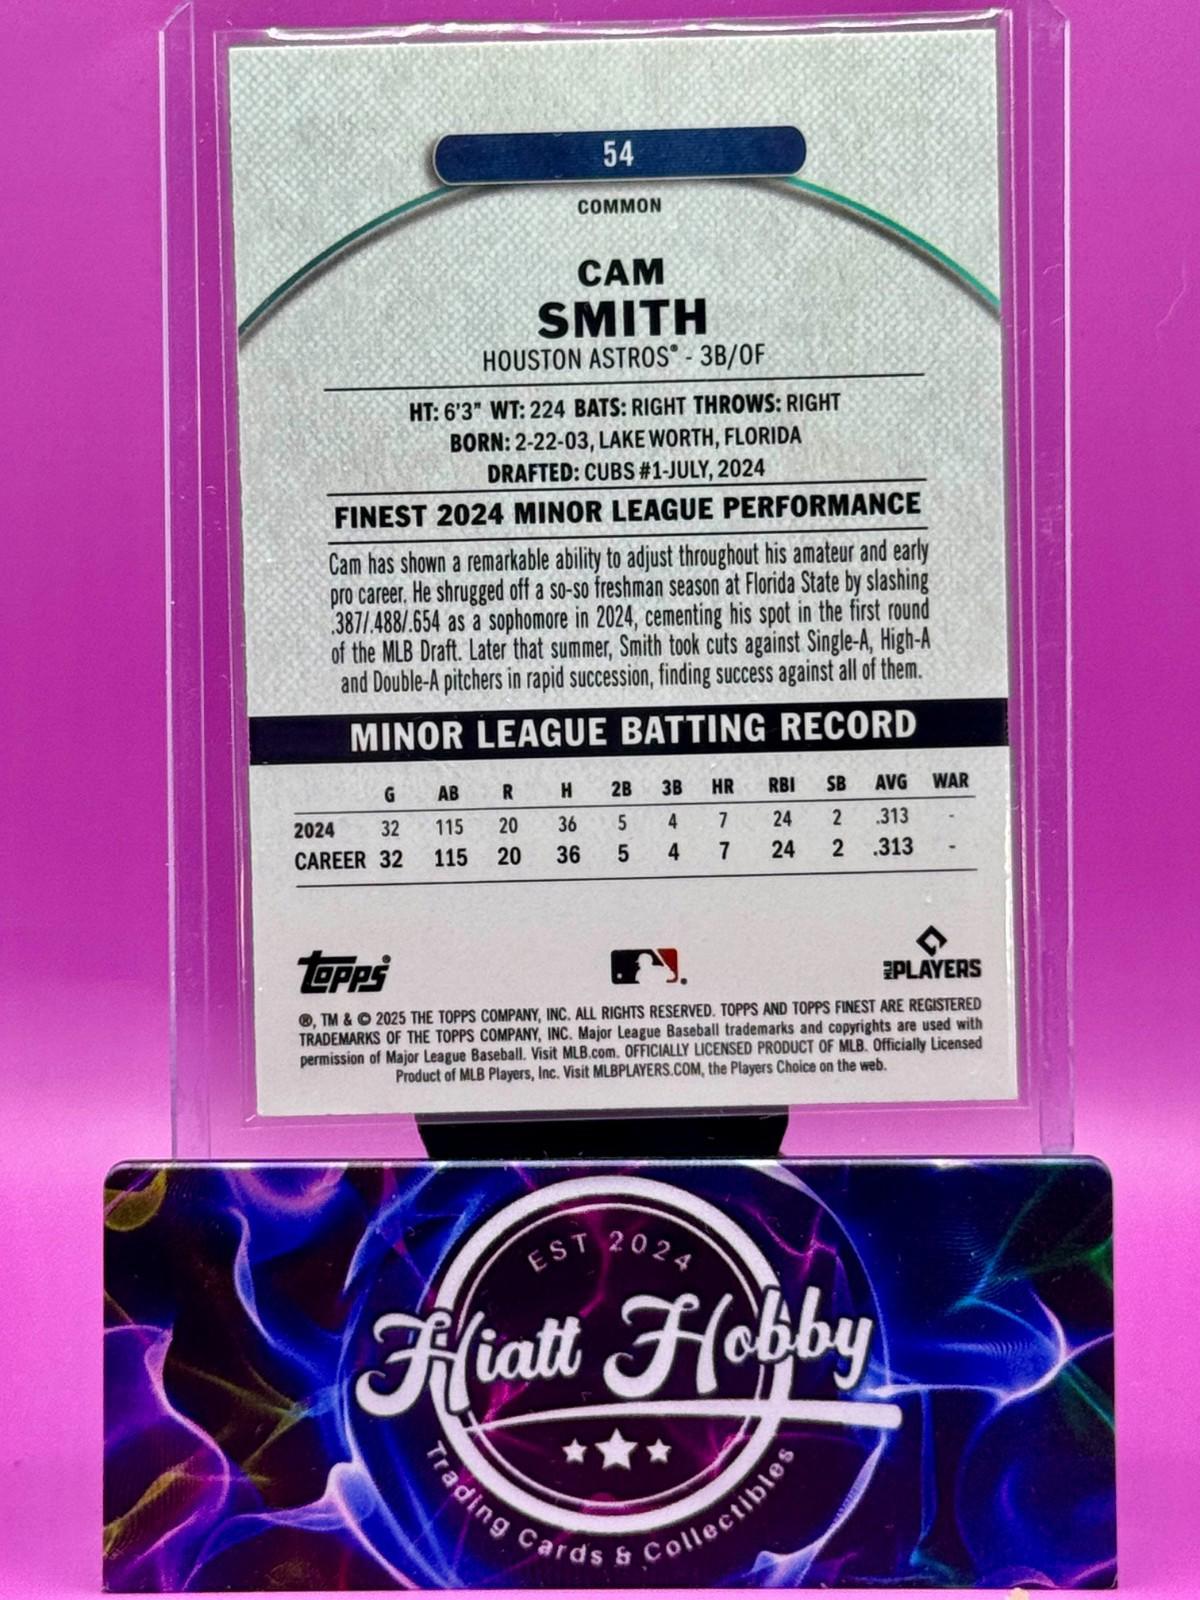 54
COMMON
CAM
SMITH
HOUSTON ASTROS® - 3B/OF
HT: 6'3" WT: 224 BATS: RIGHT THROWS: RIGHT
BORN: 2-22-03, LAKE WORTH, FLORIDA
DRAFTED: CUBS #1-JULY, 2024
FINEST 2024 MINOR LEAGUE PERFORMANCE
Cam has shown a remarkable ability to adjust throughout his amateur and early
pro career. He shrugged off a so-so freshman season at Florida State by slashing
.387/.488/.654 as a sophomore in 2024, cementing his spot in the first round
of the MLB Draft. Later that summer, Smith took cuts against Single-A, High-A
and Double-A pitchers in rapid succession, finding success against all of them.
MINOR LEAGUE BATTING RECORD
G AB R H 2B 3B HR RBI SB AVG WAR
2024 32 115 20 36 5 4 7 24 2 .313 -
CAREER 32 115 20 36 5 4 7 24 2 .313 -
topps®
MLB PLAYERS
®, TM & © 2025 THE TOPPS COMPANY, INC. ALL RIGHTS RESERVED. TOPPS AND TOPPS FINEST ARE REGISTERED
TRADEMARKS OF THE TOPPS COMPANY, INC. Major League Baseball trademarks and copyrights are used with
permission of Major League Baseball. Visit MLB.com. OFFICIALLY LICENSED PRODUCT OF MLB. Officially Licensed
Product of MLB Players, Inc. Visit MLBPLAYERS.COM, the Players Choice on the web.
EST 2024
Hiatt Hobby
Trading Cards & Collectibles